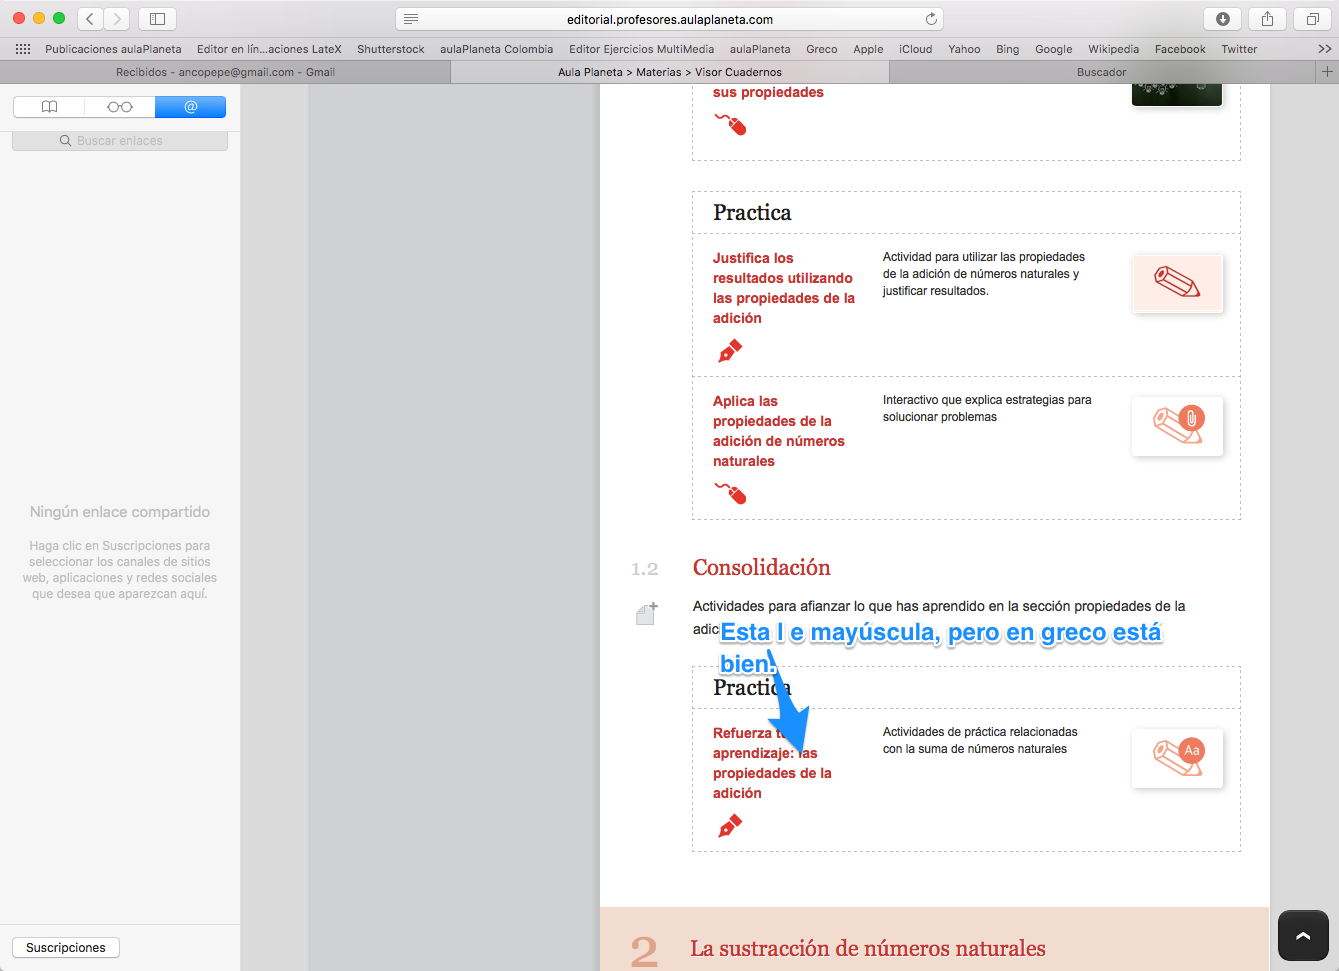 editorial.profesores.aulaplaneta.com
Publicaciones aulaPlaneta Editor en lín...aciones LateX Shutterstock aulaPlaneta Colombia Editor Ejercicios MultiMedia aulaPlaneta Greco Apple iCloud Yahoo Bing Google Wikipedia Facebook Twitter >>
Recibidos - ancopepe@gmail.com - Gmail
Aula Planeta > Materias > Visor Cuadernos
Buscador
@
Buscar enlaces
Ningún enlace compartido
Haga clic en Suscripciones para
seleccionar los canales de sitios
web, aplicaciones y redes sociales
que desea que aparezcan aquí.
Suscripciones
sus propiedades
Practica
Justifica los
resultados utilizando
las propiedades de la
adición
Actividad para utilizar las propiedades
de la adición de números naturales y
justificar resultados.
Aplica las
propiedades de la
adición de números
naturales
Interactivo que explica estrategias para
solucionar problemas
1.2 Consolidación
Actividades para afianzar lo que has aprendido en la sección propiedades de la
Esta l e mayúscula, pero en greco está
bien.
Practica
Refuerza
aprendizaje: las
propiedades de la
adición
Actividades de práctica relacionadas
con la suma de números naturales
Aa
2 La sustracción de números naturales